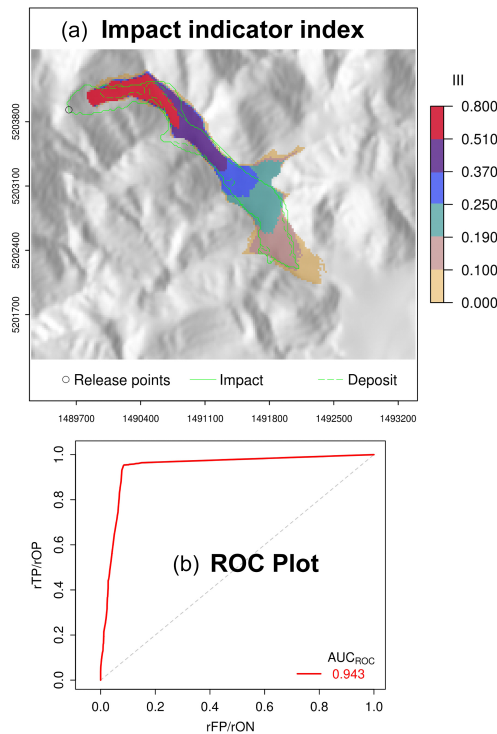 (a) Impact indicator index
III
0.800
0.510
0.370
0.250
0.190
0.100
0.000
5203800
5203100
5202400
5201700
Release points Impact Deposit
1489700 1490400 1491100 1491800 1492500 1493200
(b) ROC Plot
rTP/rOP
1.0
0.8
0.6
0.4
0.2
0.0
AUCROC
0.943
0.0 0.2 0.4 0.6 0.8 1.0
rFP/rON